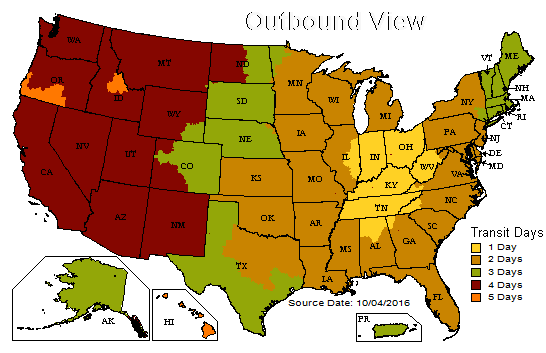 Outbound View
WA
MT
ND
MN
VT
ME
OR
ID
WI
NH
MA
SD
WY
MI
NY
RI
CT
IA
PA
NJ
NV
UT
NE
IL
IN
OH
DE
MD
CO
WV
VA
CA
KS
MO
KY
NC
AZ
NM
OK
AR
TN
SC
MS
AL
GA
TX
LA
FL
Transit Days
1 Day
2 Days
3 Days
4 Days
5 Days
Source Date: 10/04/2016
AK
HI
PR